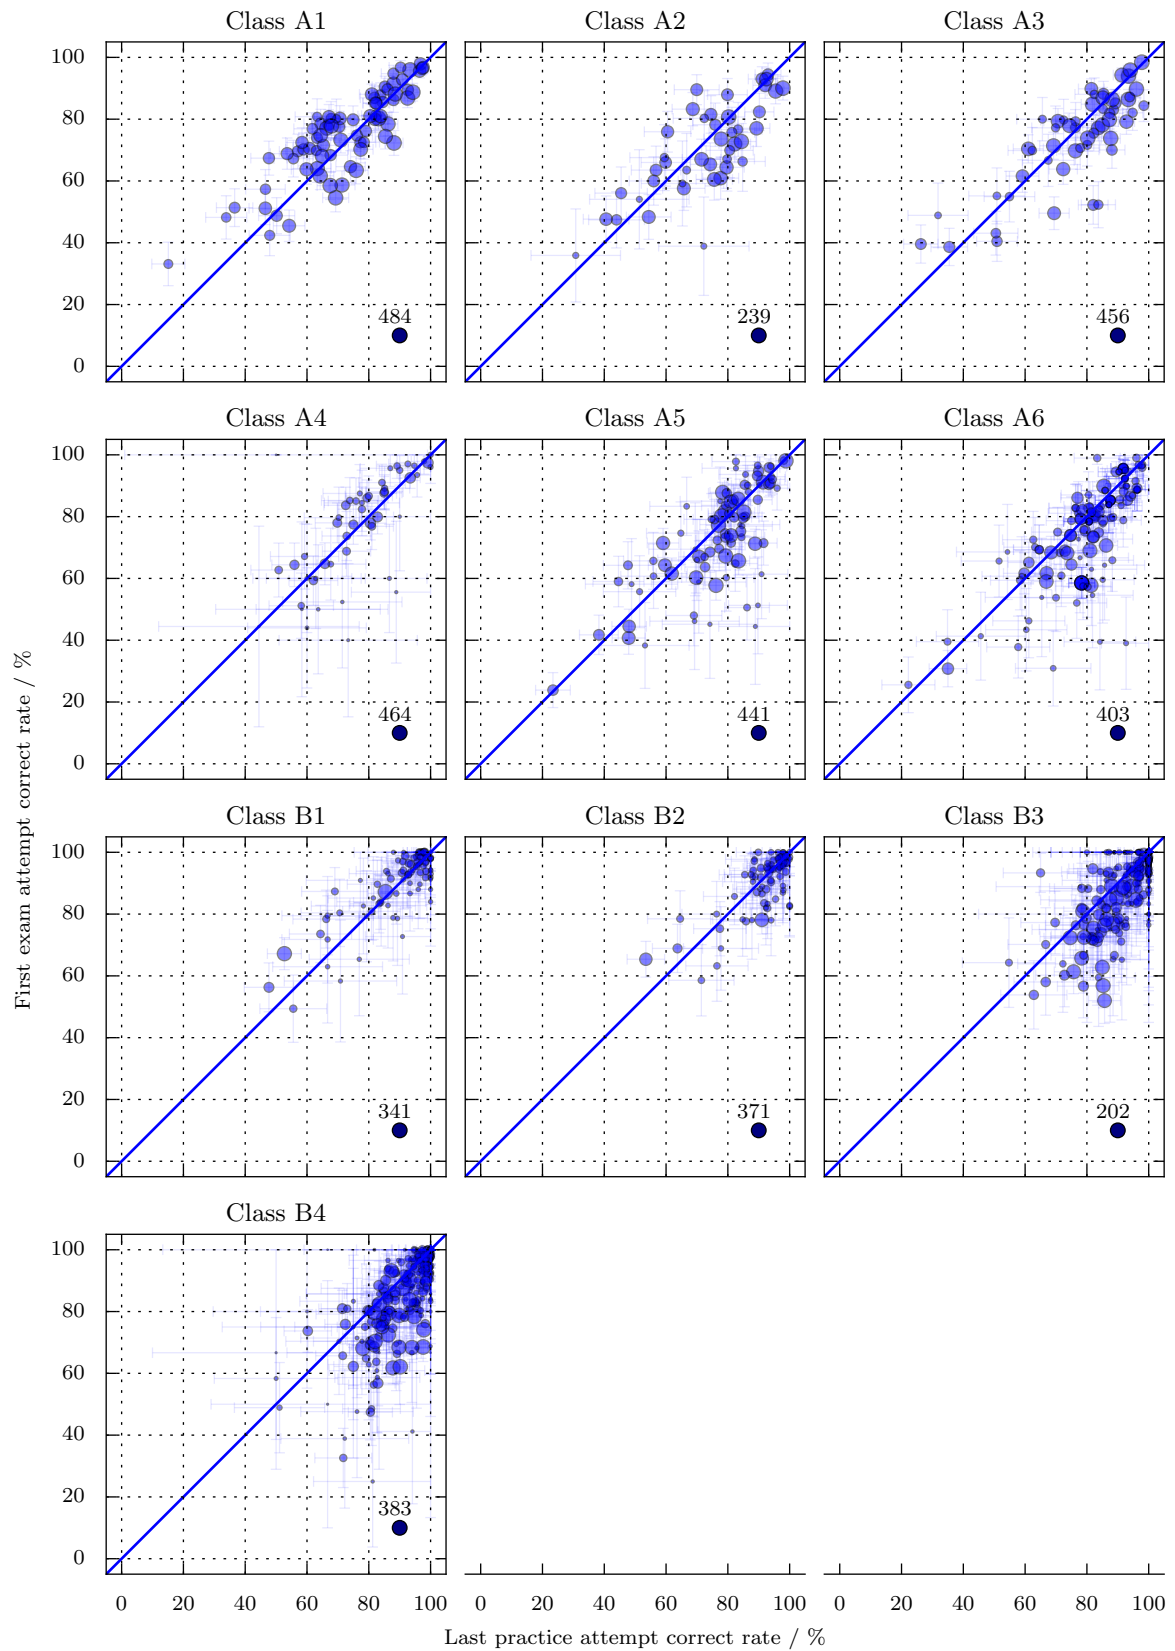 Class A1 Class A2 Class A3
100
80
60
40
20
0
484 239 456
Class A4 Class A5 Class A6
100
80
60
40
20
0
464 441 403
Class B1 Class B2 Class B3
100
80
60
40
20
0
341 371 202
Class B4
100
80
60
40
20
0
383
0 20 40 60 80 100 0 20 40 60 80 100 0 20 40 60 80 100
Last practice attempt correct rate / %
First exam attempt correct rate / %